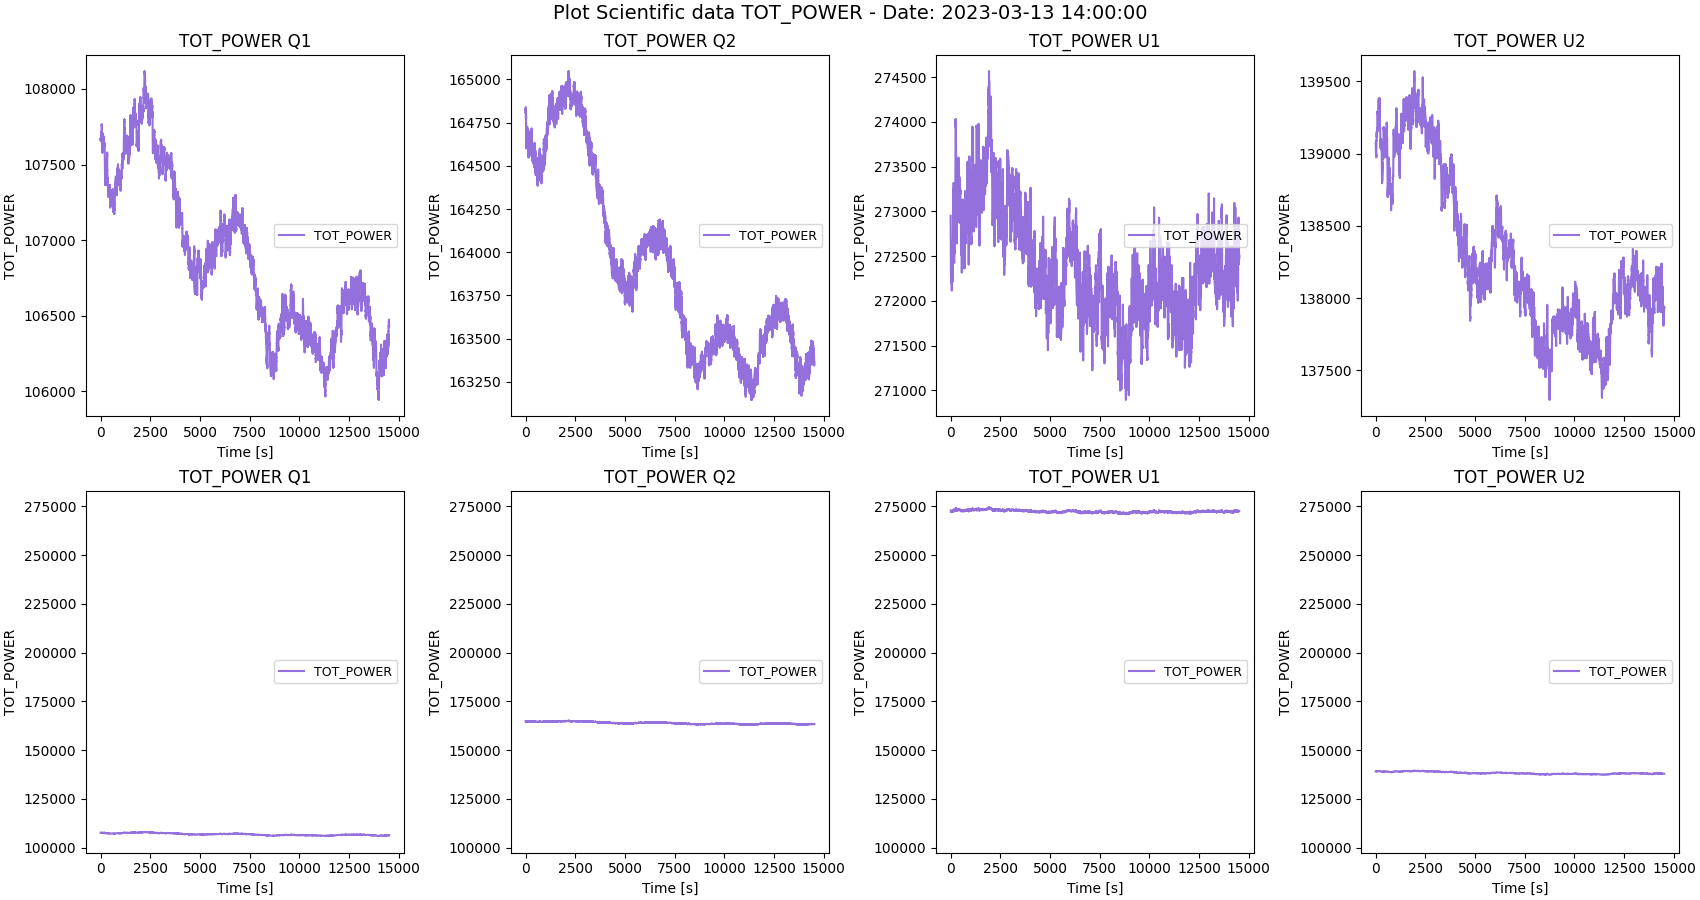 Plot Scientific data TOT_POWER - Date: 2023-03-13 14:00:00
TOT_POWER Q1
TOT_POWER
108000
107500
107000
106500
106000
TOT_POWER
0 2500 5000 7500 10000 12500 15000
Time [s]
TOT_POWER Q2
TOT_POWER
165000
164750
164500
164250
164000
163750
163500
163250
TOT_POWER
0 2500 5000 7500 10000 12500 15000
Time [s]
TOT_POWER U1
TOT_POWER
274500
274000
273500
273000
272500
272000
271500
271000
TOT_POWER
0 2500 5000 7500 10000 12500 15000
Time [s]
TOT_POWER U2
TOT_POWER
139500
139000
138500
138000
137500
TOT_POWER
0 2500 5000 7500 10000 12500 15000
Time [s]
TOT_POWER Q1
TOT_POWER
275000
250000
225000
200000
175000
150000
125000
100000
TOT_POWER
0 2500 5000 7500 10000 12500 15000
Time [s]
TOT_POWER Q2
TOT_POWER
275000
250000
225000
200000
175000
150000
125000
100000
TOT_POWER
0 2500 5000 7500 10000 12500 15000
Time [s]
TOT_POWER U1
TOT_POWER
275000
250000
225000
200000
175000
150000
125000
100000
TOT_POWER
0 2500 5000 7500 10000 12500 15000
Time [s]
TOT_POWER U2
TOT_POWER
275000
250000
225000
200000
175000
150000
125000
100000
TOT_POWER
0 2500 5000 7500 10000 12500 15000
Time [s]